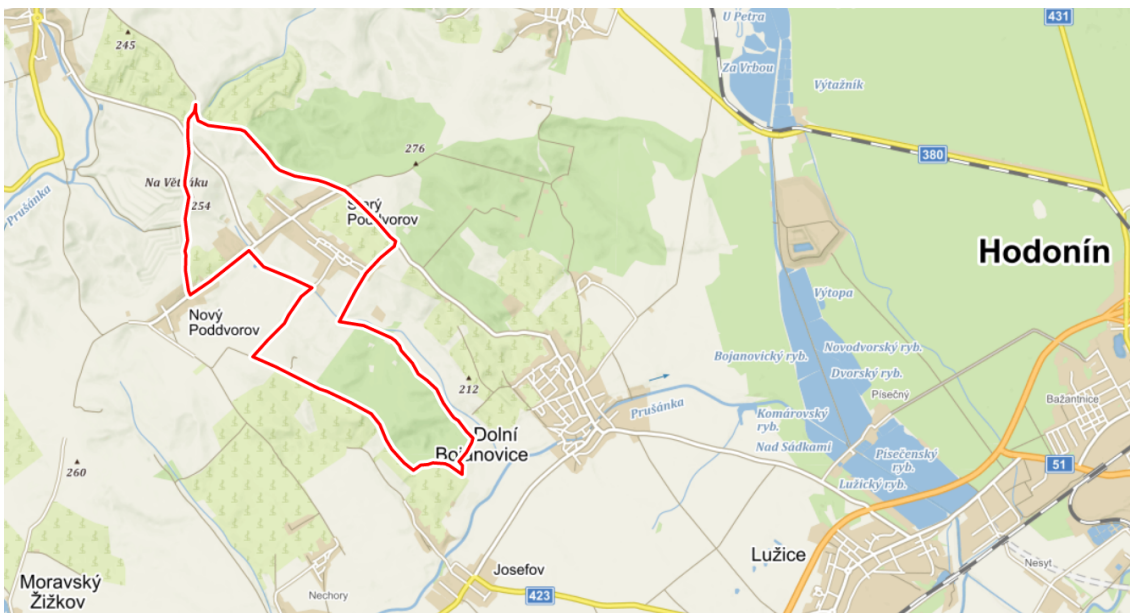 U Petra
245
431
Za Vrbou
Výtažník
276
380
Na Větřáku
Prušánka
254
Starý
Poddvorov
Hodonín
Výtopa
Nový
Poddvorov
Novodvorský ryb.
Bojanovický ryb.
Dvorský ryb.
212
Písečný
Bažantnice
Prušánka
Komárovský
ryb.
Dolní
Bojanovice
Nad Sádkami
Písečenský
ryb.
51
260
Lužický ryb.
Lužice
Josefov
Nesyt
Moravský
Žižkov
Nechory
423